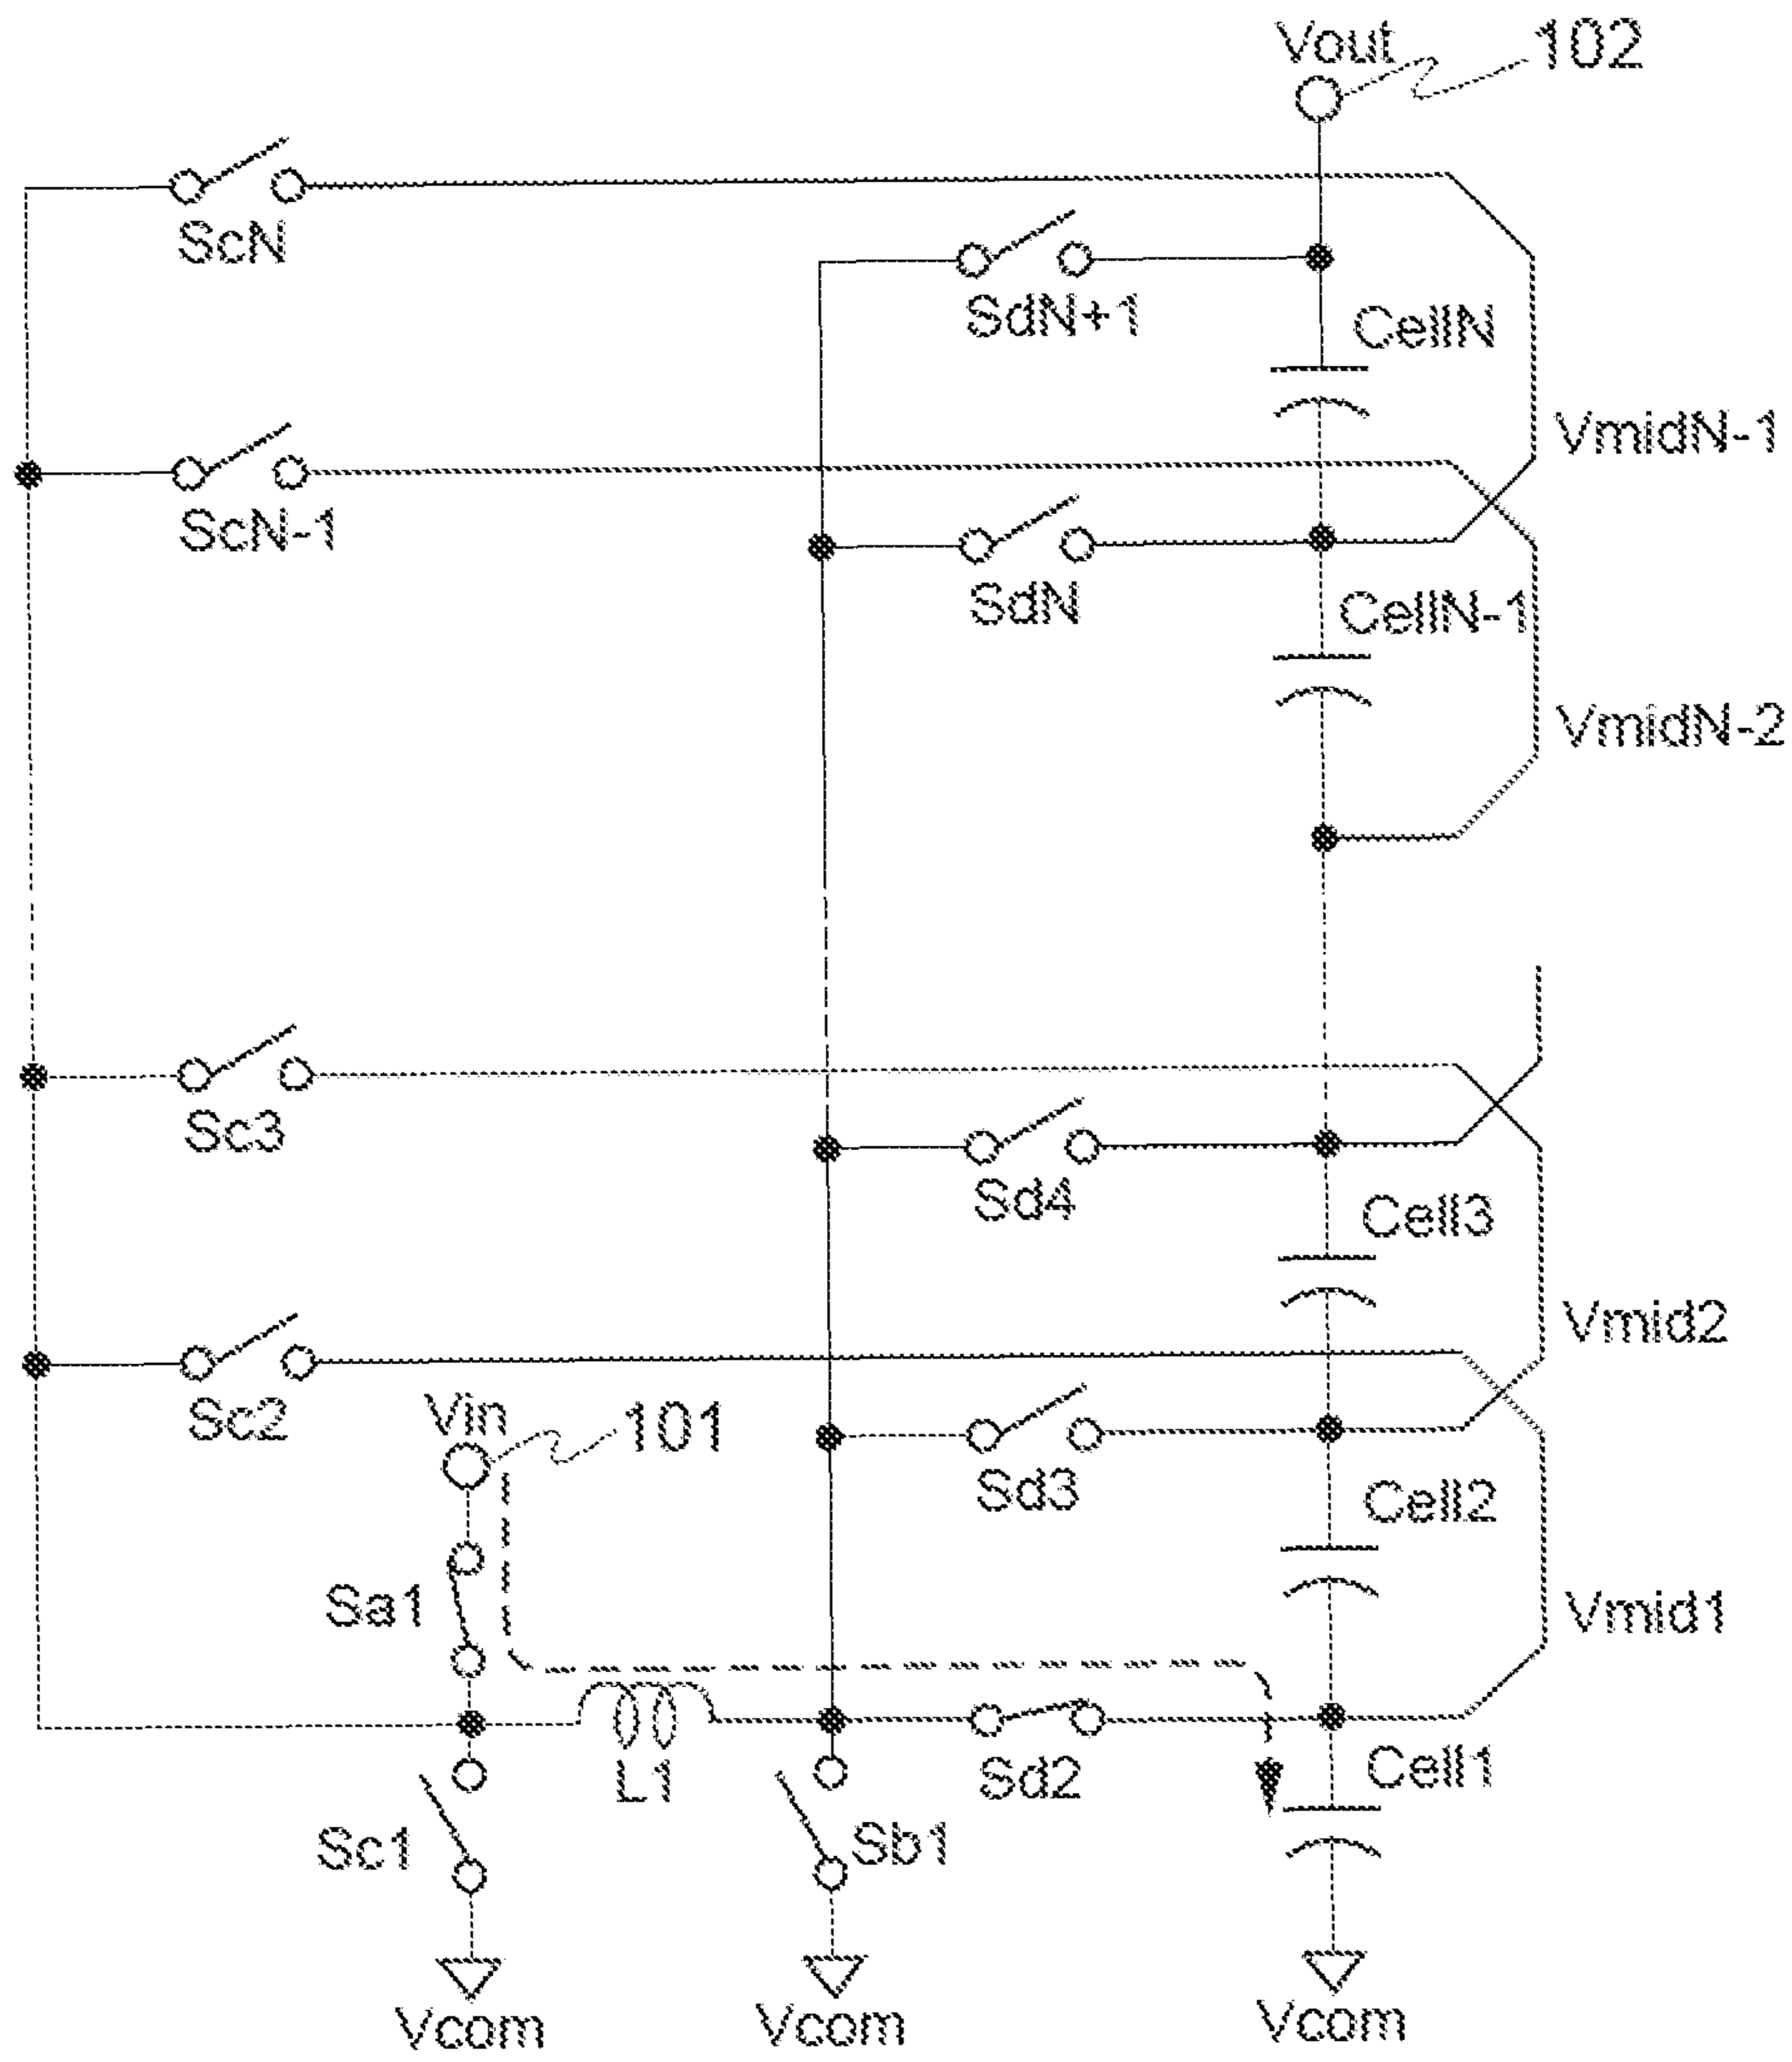 Vout
102
ScN
SdN+1
CellN
VmidN-1
ScN-1
SdN
CellN-1
VmidN-2
Sc3
Sd4
Cell3
Vmid2
Sc2
Vin
101
Sd3
Cell2
Sa1
Vmid1
L1
Sd2
Cell1
Sc1
Sb1
Vcom
Vcom
Vcom